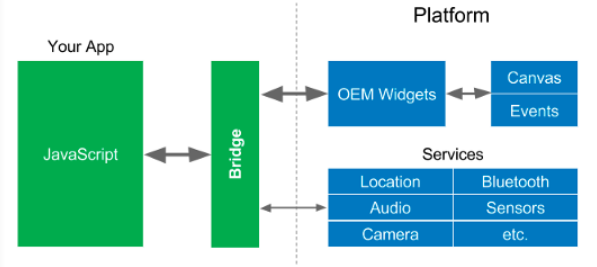 Platform
Your App
JavaScript
Bridge
OEM Widgets
Canvas
Events
Services
Location
Bluetooth
Audio
Sensors
Camera
etc.